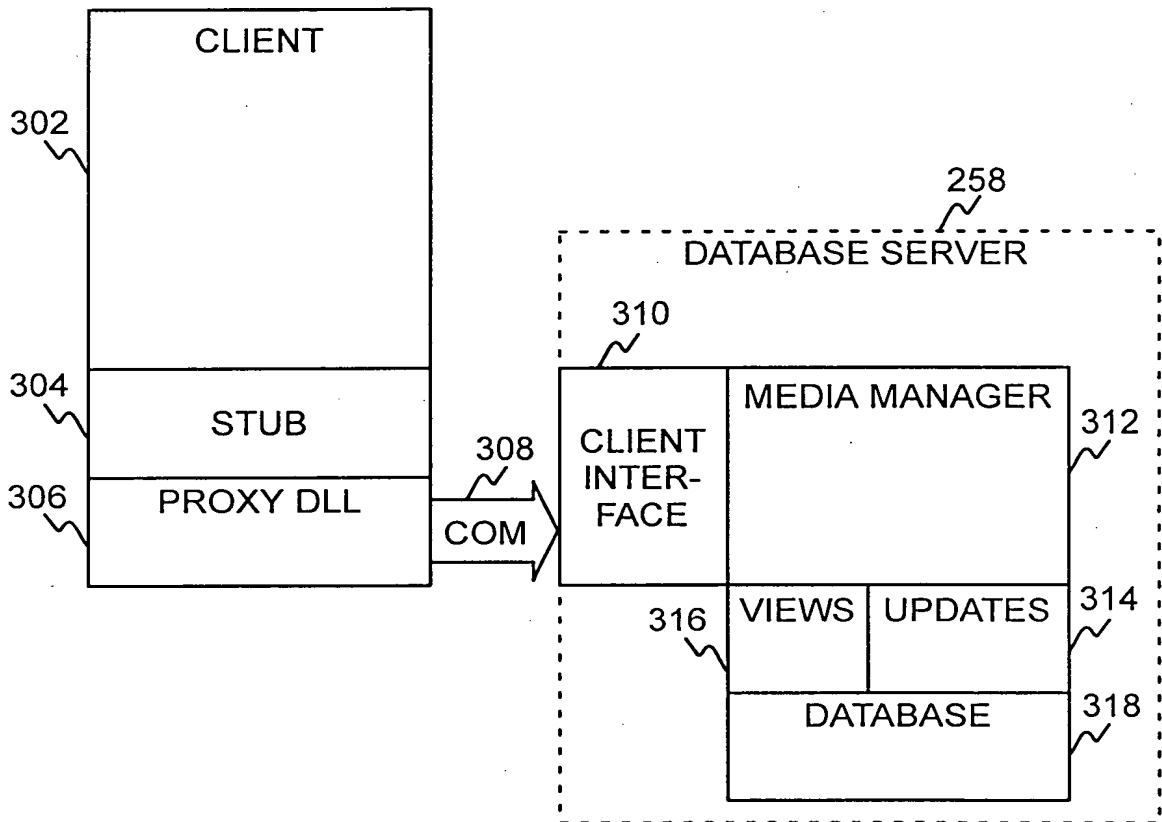 CLIENT
302
258
DATABASE SERVER
310
304
STUB
MEDIA MANAGER
312
308
CLIENT
INTER-
FACE
306
PROXY DLL
COM
316
VIEWS
UPDATES
314
DATABASE
318